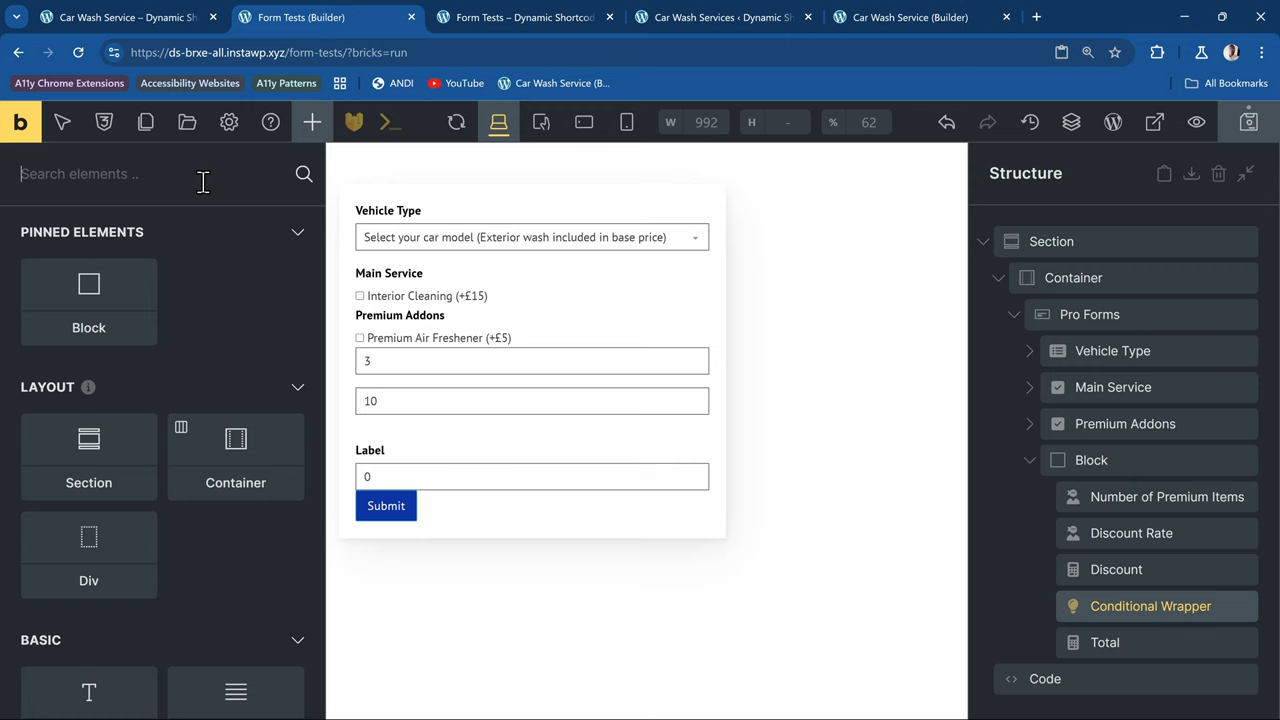 Car Wash Service – Dynamic Sh
Form Tests (Builder)
Form Tests – Dynamic Shortcod
Car Wash Services ‹ Dynamic Sh
Car Wash Service (Builder)
https://ds-brxe-all.instawp.xyz/form-tests/?bricks=run
A11y Chrome Extensions
Accessibility Websites
A11y Patterns
ANDI
YouTube
Car Wash Service (B...
All Bookmarks
b
W 992
H -
% 62
Search elements ..
PINNED ELEMENTS
Block
LAYOUT
Section
Container
Div
BASIC
Vehicle Type
Select your car model (Exterior wash included in base price)
Main Service
Interior Cleaning (+£15)
Premium Addons
Premium Air Freshener (+£5)
3
10
Label
0
Submit
Structure
Section
Container
Pro Forms
Vehicle Type
Main Service
Premium Addons
Block
Number of Premium Items
Discount Rate
Discount
Conditional Wrapper
Total
Code